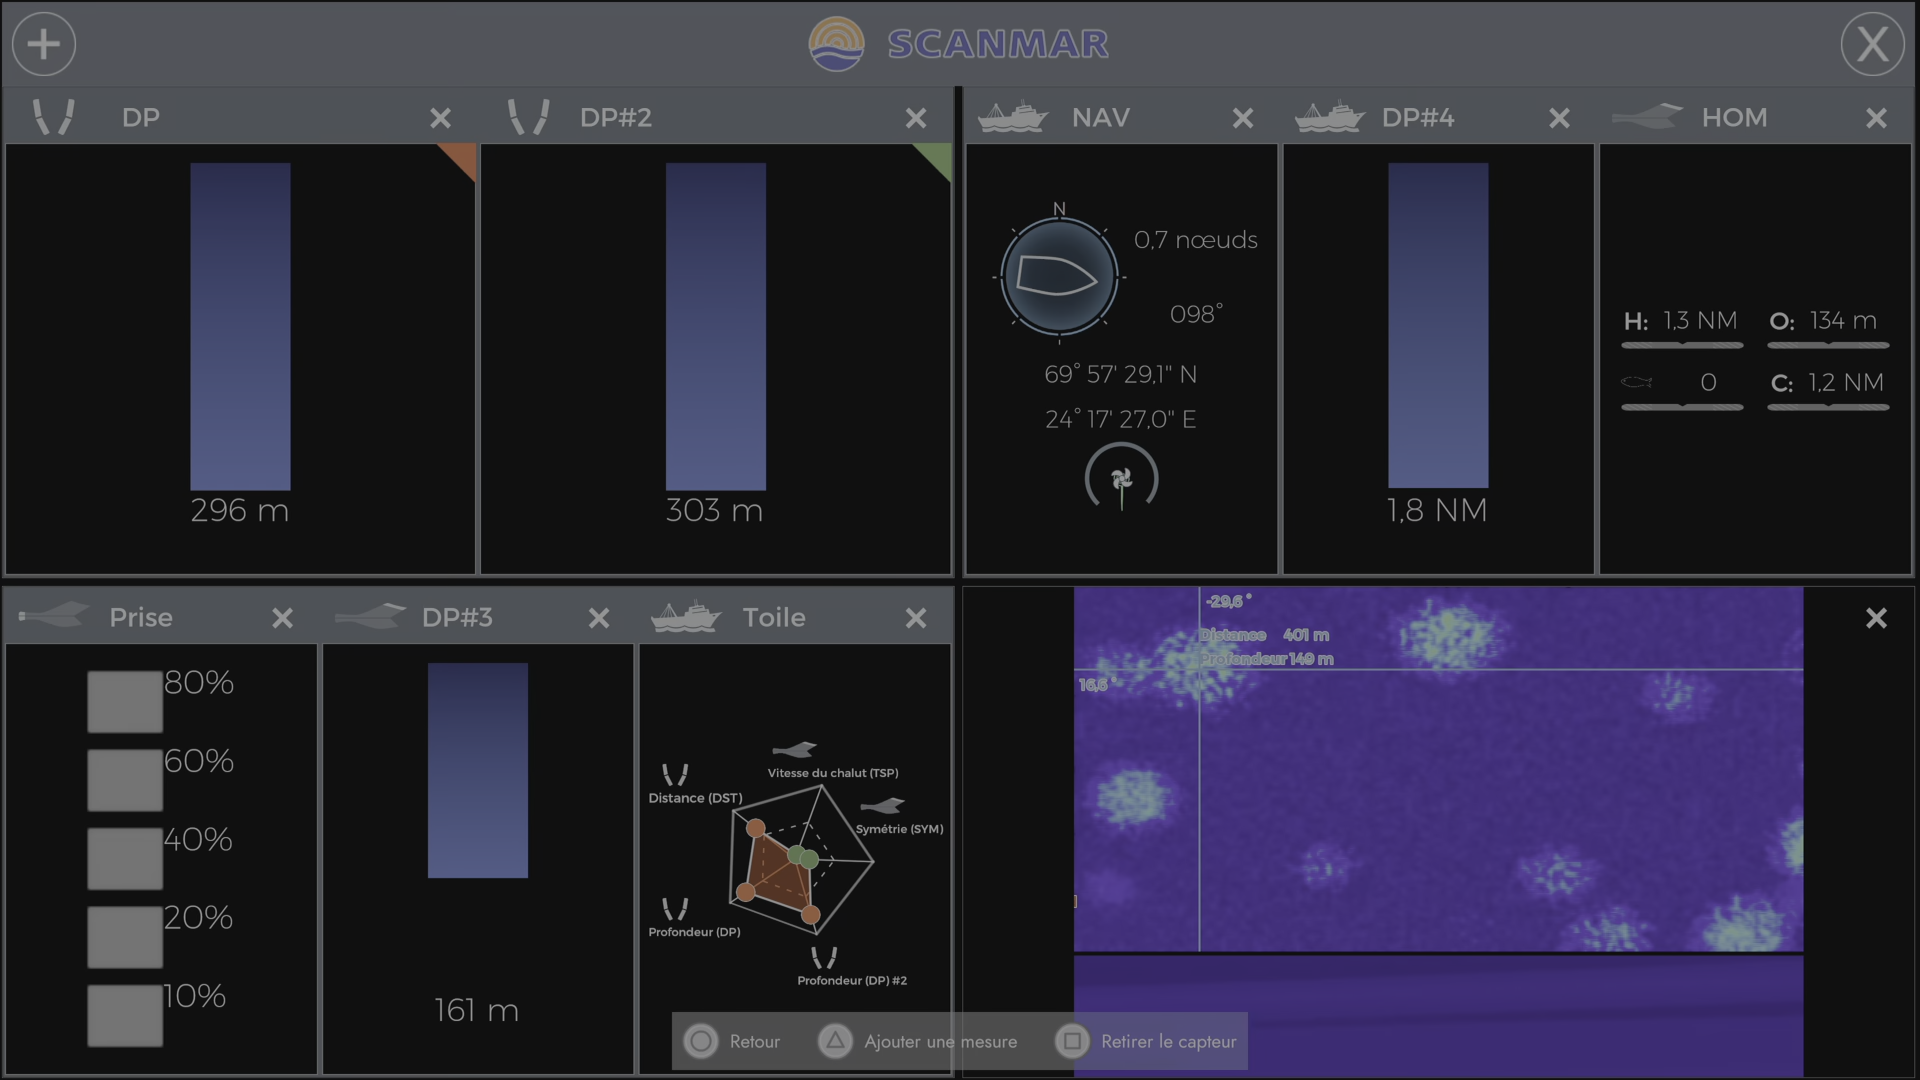 SCANMAR
DP
DP#2
NAV
DP#4
HOM
N
0,7 nœuds
098°
69° 57' 29,1" N
24° 17' 27,0" E
H: 1,3 NM
O: 134 m
0
C: 1,2 NM
296 m
303 m
1,8 NM
Prise
DP#3
Toile
80%
60%
40%
20%
10%
161 m
Vitesse du chalut (TSP)
Distance (DST)
Symétrie (SYM)
Profondeur (DP)
Profondeur (DP) #2
-29,6 °
Distance 401 m
Profondeur 149 m
16,6 °
Retour
Ajouter une mesure
Retirer le capteur